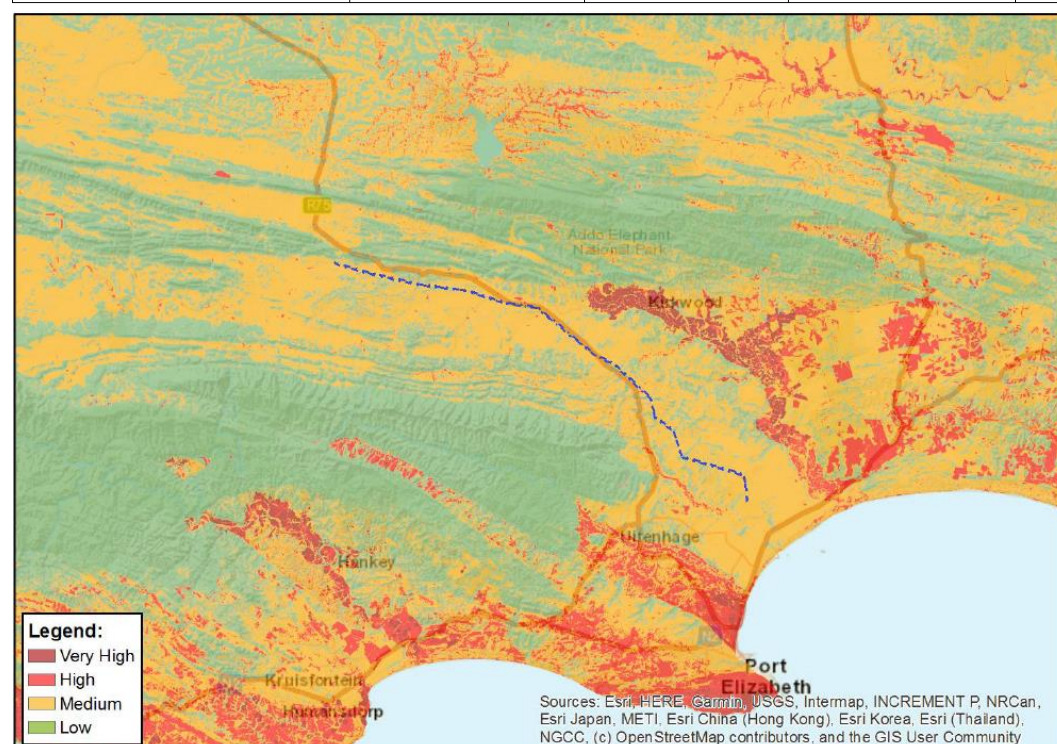 R75
Addo Elephant
National Park
Kirkwood
Uitenhage
Hankey
Legend:
Very High
High
Medium
Low
Kruisfontein
Humansdorp
Port
Elizabeth
Sources: Esri, HERE, Garmin, USGS, Intermap, INCREMENT P, NRCan,
Esri Japan, METI, Esri China (Hong Kong), Esri Korea, Esri (Thailand),
NGCC, (c) OpenStreetMap contributors, and the GIS User Community